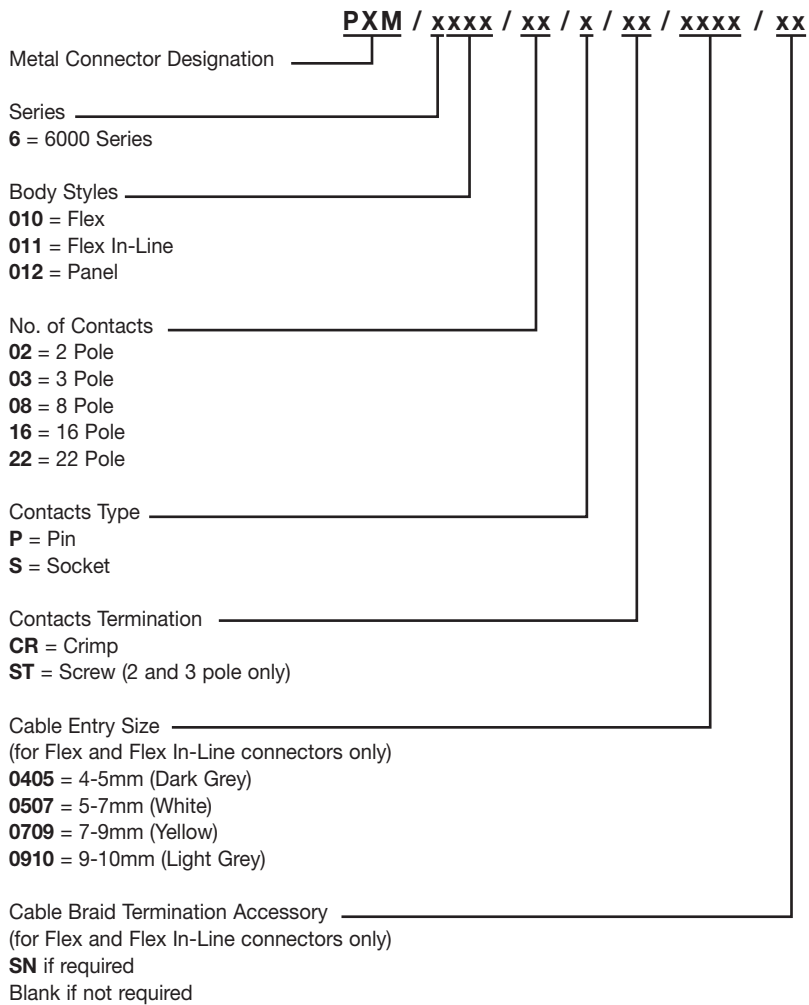 PXM / xxxx / xx / x / xx / xxxx / xx
Metal Connector Designation
Series
6 = 6000 Series
Body Styles
010 = Flex
011 = Flex In-Line
012 = Panel
No. of Contacts
02 = 2 Pole
03 = 3 Pole
08 = 8 Pole
16 = 16 Pole
22 = 22 Pole
Contacts Type
P = Pin
S = Socket
Contacts Termination
CR = Crimp
ST = Screw (2 and 3 pole only)
Cable Entry Size
(for Flex and Flex In-Line connectors only)
0405 = 4-5mm (Dark Grey)
0507 = 5-7mm (White)
0709 = 7-9mm (Yellow)
0910 = 9-10mm (Light Grey)
Cable Braid Termination Accessory
(for Flex and Flex In-Line connectors only)
SN if required
Blank if not required